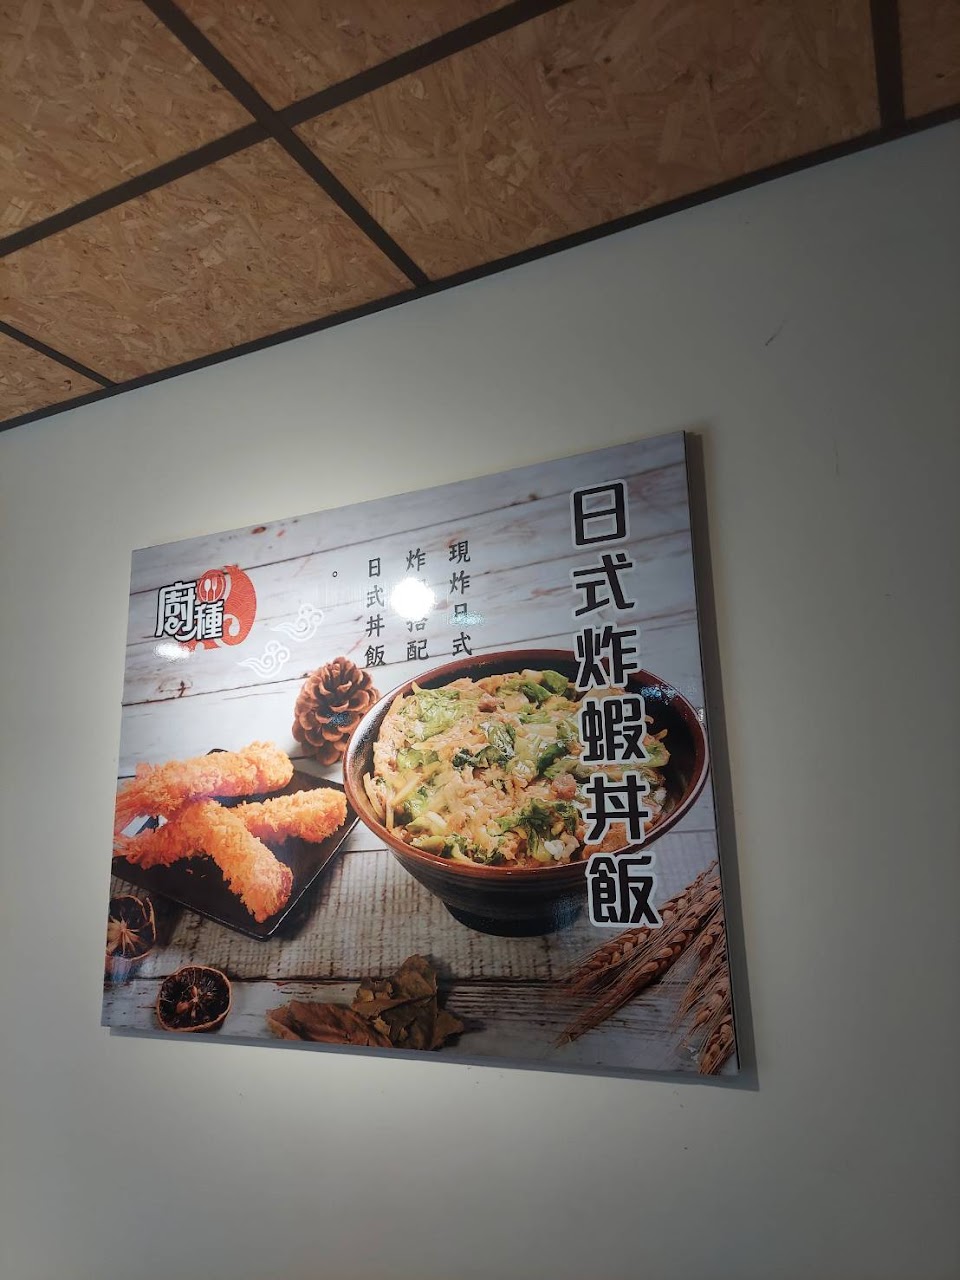 日式炸蝦丼飯
現炸日式
炸 搭配
日式丼飯
。
廚種